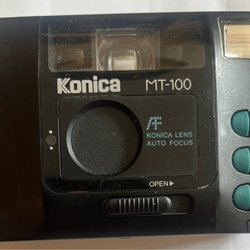 Konica MT-100
AF
KONICA LENS
AUTO FOCUS
OPEN▶